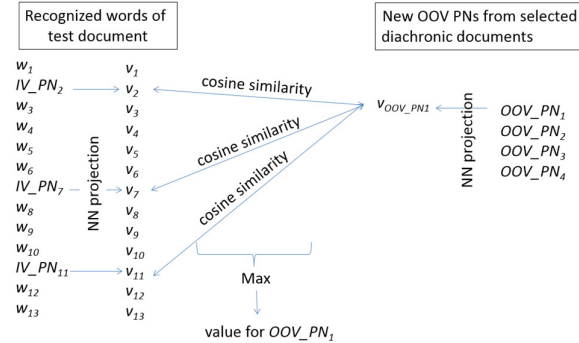 Recognized words of
test document
New OOV PNs from selected
diachronic documents
w1
IV_PN2
w3
w4
w5
w6
IV_PN7
w8
w9
w10
IV_PN11
w12
w13
NN projection
v1
v2
v3
v4
v5
v6
v7
v8
v9
v10
v11
v12
v13
cosine similarity
cosine similarity
cosine similarity
vOOV_PN1
NN projection
OOV_PN1
OOV_PN2
OOV_PN3
OOV_PN4
Max
value for OOV_PN1